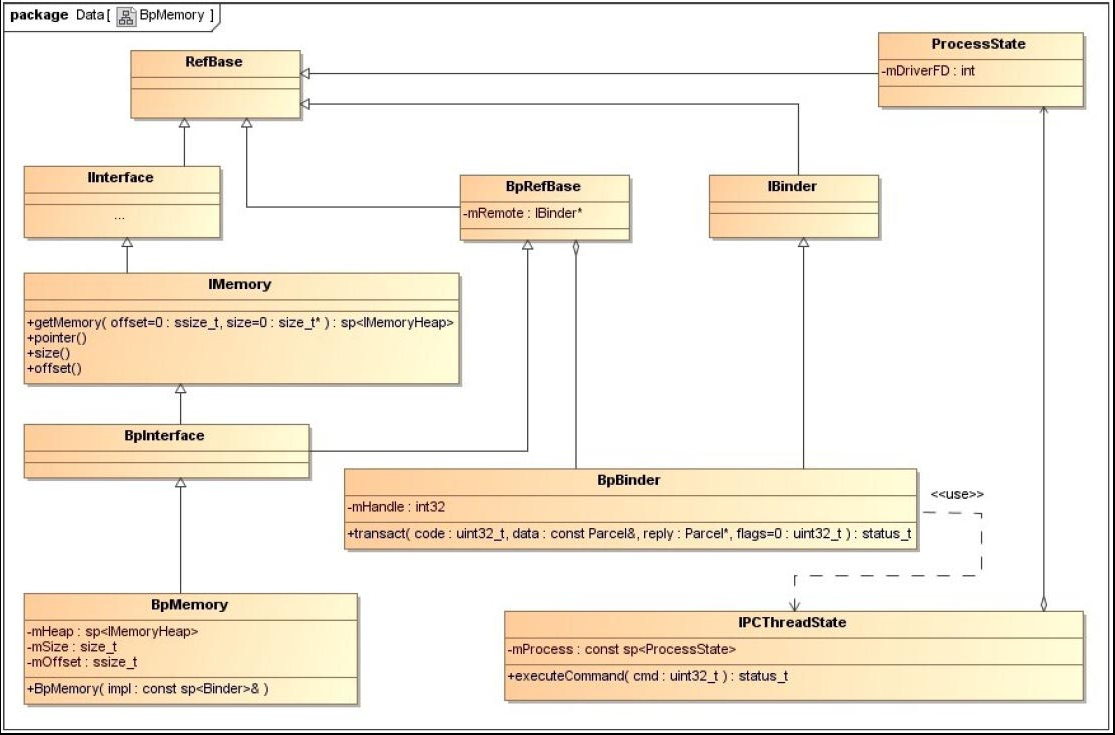 package Data[ BpMemory ]
RefBase
ProcessState
-mDriverFD : int
IInterface
...
BpRefBase
-mRemote : IBinder*
IBinder
IMemory
+getMemory( offset=0 : ssize_t, size=0 : size_t* ) : sp<IMemoryHeap>
+pointer()
+size()
+offset()
BpInterface
BpBinder
-mHandle : int32
+transact( code : uint32_t, data : const Parcel&, reply : Parcel*, flags=0 : uint32_t ) : status_t
<<use>>
BpMemory
-mHeap : sp<IMemoryHeap>
-mSize : size_t
-mOffset : ssize_t
+BpMemory( impl : const sp<Binder>& )
IPCThreadState
-mProcess : const sp<ProcessState>
+executeCommand( cmd : uint32_t ) : status_t